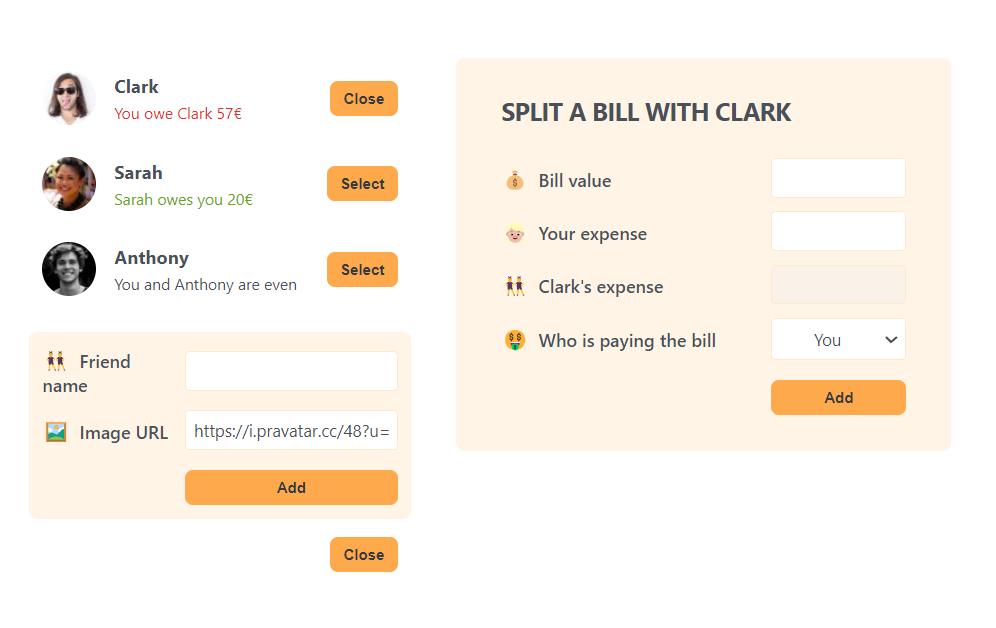 Clark
You owe Clark 57€
Close
Sarah
Sarah owes you 20€
Select
Anthony
You and Anthony are even
Select
Friend
name
Image URL
https://i.pravatar.cc/48?u=
Add
Close
SPLIT A BILL WITH CLARK
Bill value
Your expense
Clark's expense
Who is paying the bill
You
Add